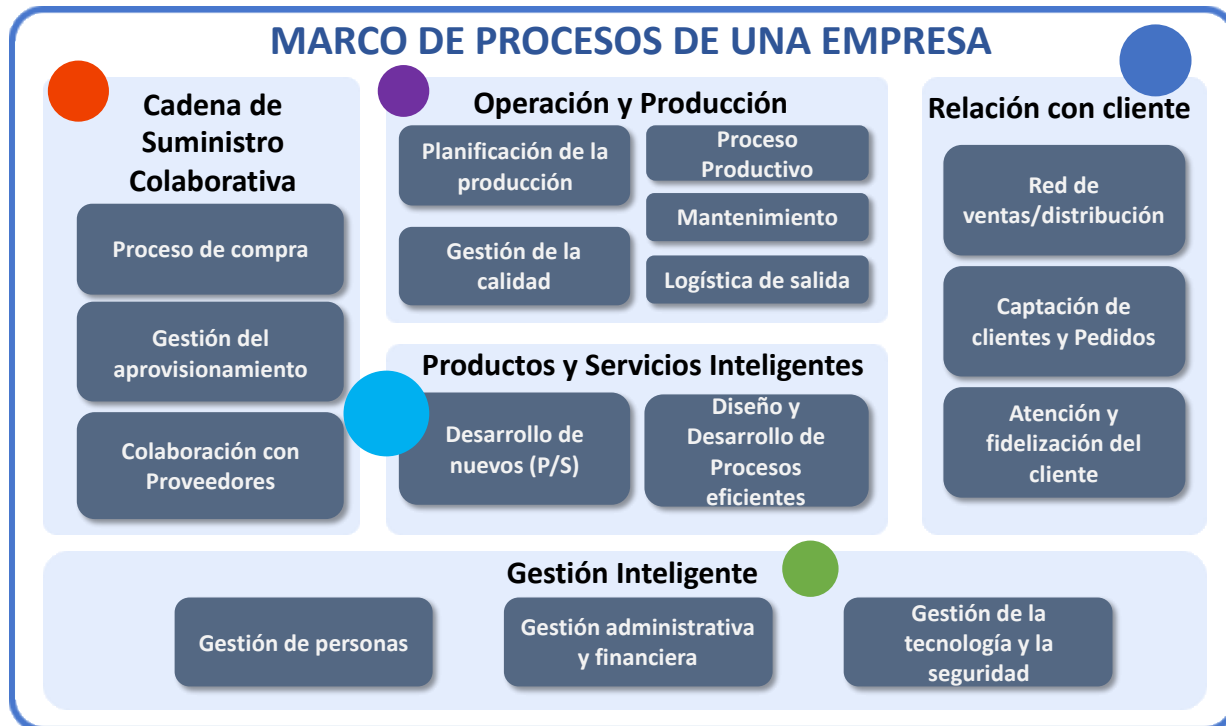 MARCO DE PROCESOS DE UNA EMPRESA
Cadena de
Suministro
Colaborativa
Proceso de compra
Gestión del
aprovisionamiento
Colaboración con
Proveedores
Operación y Producción
Planificación de la
producción
Gestión de la
calidad
Proceso
Productivo
Mantenimiento
Logística de salida
Productos y Servicios Inteligentes
Desarrollo de
nuevos (P/S)
Diseño y
Desarrollo de
Procesos
eficientes
Relación con cliente
Red de
ventas/distribución
Captación de
clientes y Pedidos
Atención y
fidelización del
cliente
Gestión Inteligente
Gestión de personas
Gestión administrativa
y financiera
Gestión de la
tecnología y la
seguridad